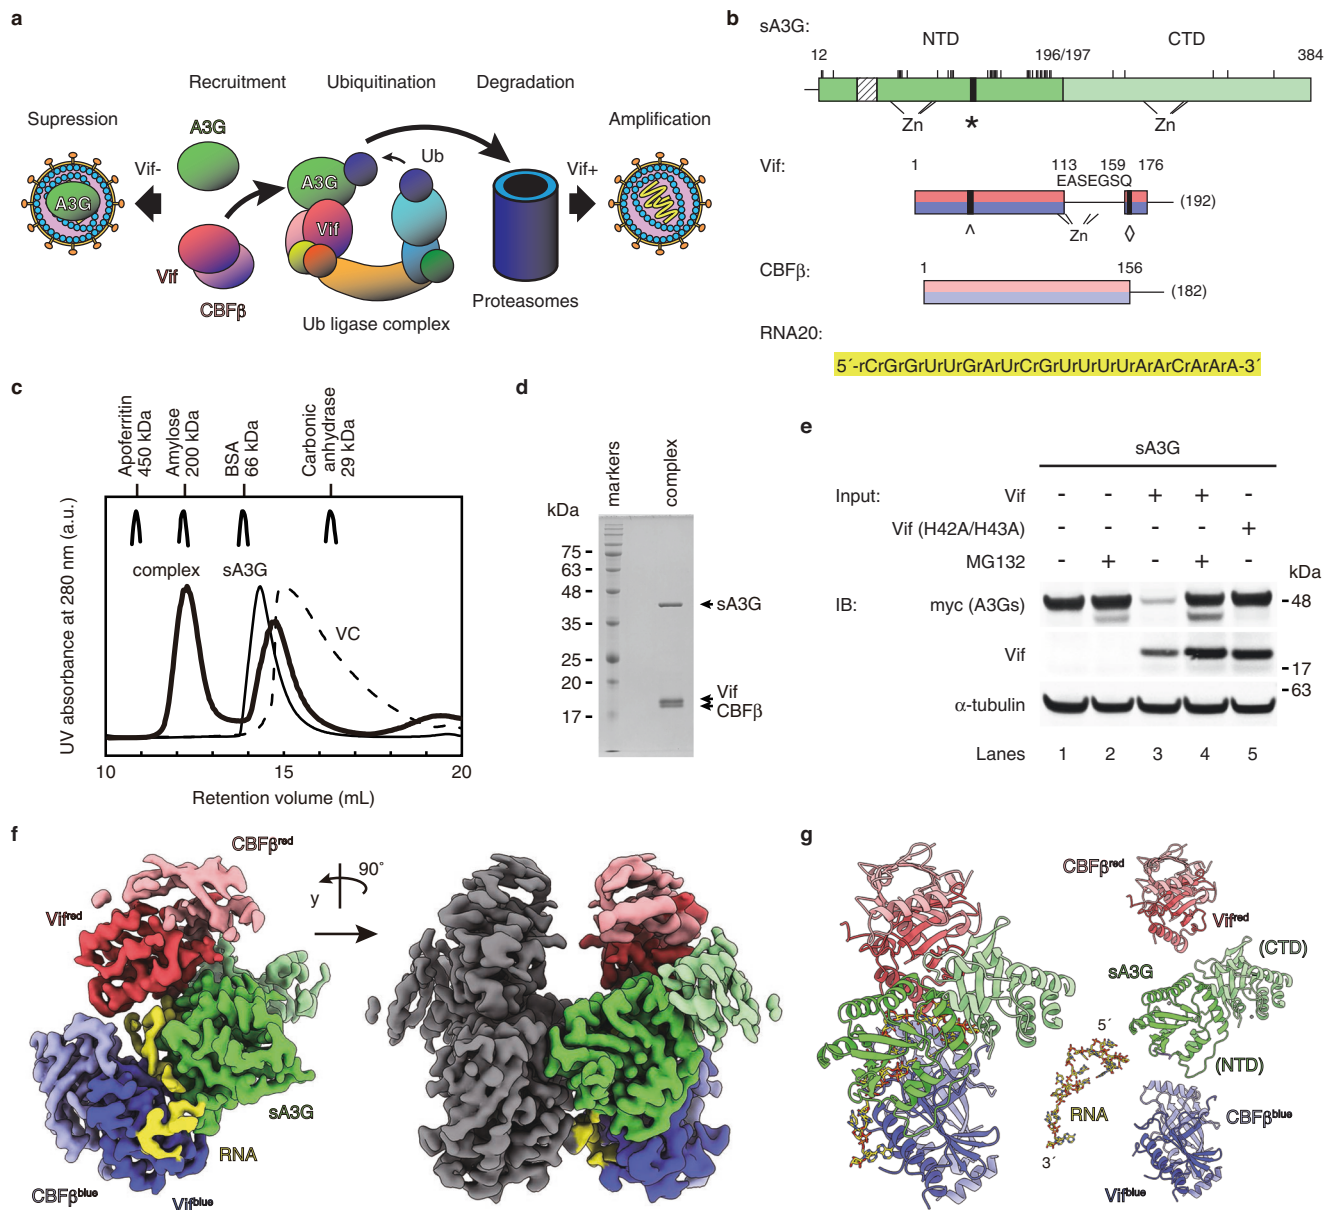 a
Recruitment
Ubiquitination
Degradation
Supression
Amplification
A3G
Vif-
A3G
Vif
CBFβ
A3G
Vif
Ub
Ub ligase complex
Proteasomes
Vif+
b
sA3G:
NTD
CTD
12
196/197
384
Zn
*
Zn
Vif:
1
113
159
176
EASEGSQ
(192)
^
Zn
◊
CBFβ:
1
156
(182)
RNA20:
5´-rCrGrGrUrUrGrArUrCrGrUrUrUrUrArArCrArArA-3´
c
Apoferritin
450 kDa
Amylose
200 kDa
BSA
66 kDa
Carbonic
anhydrase
29 kDa
UV absorbance at 280 nm (a.u.)
complex
sA3G
VC
10
15
20
Retention volume (mL)
d
markers
complex
kDa
75
63
48
35
25
20
17
sA3G
Vif
CBFβ
e
sA3G
Input:
Vif
- - + + -
Vif (H42A/H43A)
- - - - +
MG132
- + - + -
kDa
IB:
myc (A3Gs)
48
Vif
17
63
α-tubulin
Lanes
1 2 3 4 5
f
CBFβred
y
90°
Vifred
sA3G
RNA
CBFβblue
Vifblue
g
CBFβred
Vifred
(CTD)
sA3G
5´
(NTD)
RNA
CBFβblue
3´
Vifblue